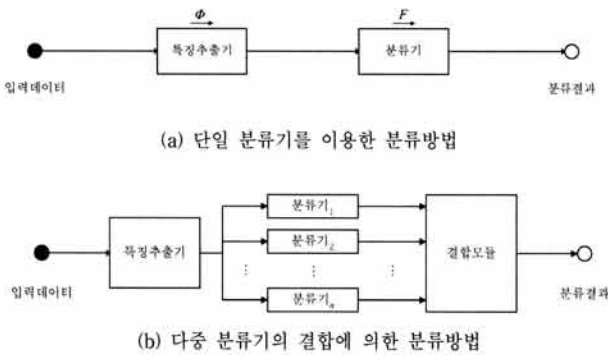 Φ F
특징추출기 분류기
입력데이터 분류결과
(a) 단일 분류기를 이용한 분류방법
분류기1
특징추출기 분류기2 결합모듈
⋮ ⋮ ⋮
분류기n
입력데이터 분류결과
(b) 다중 분류기의 결합에 의한 분류방법